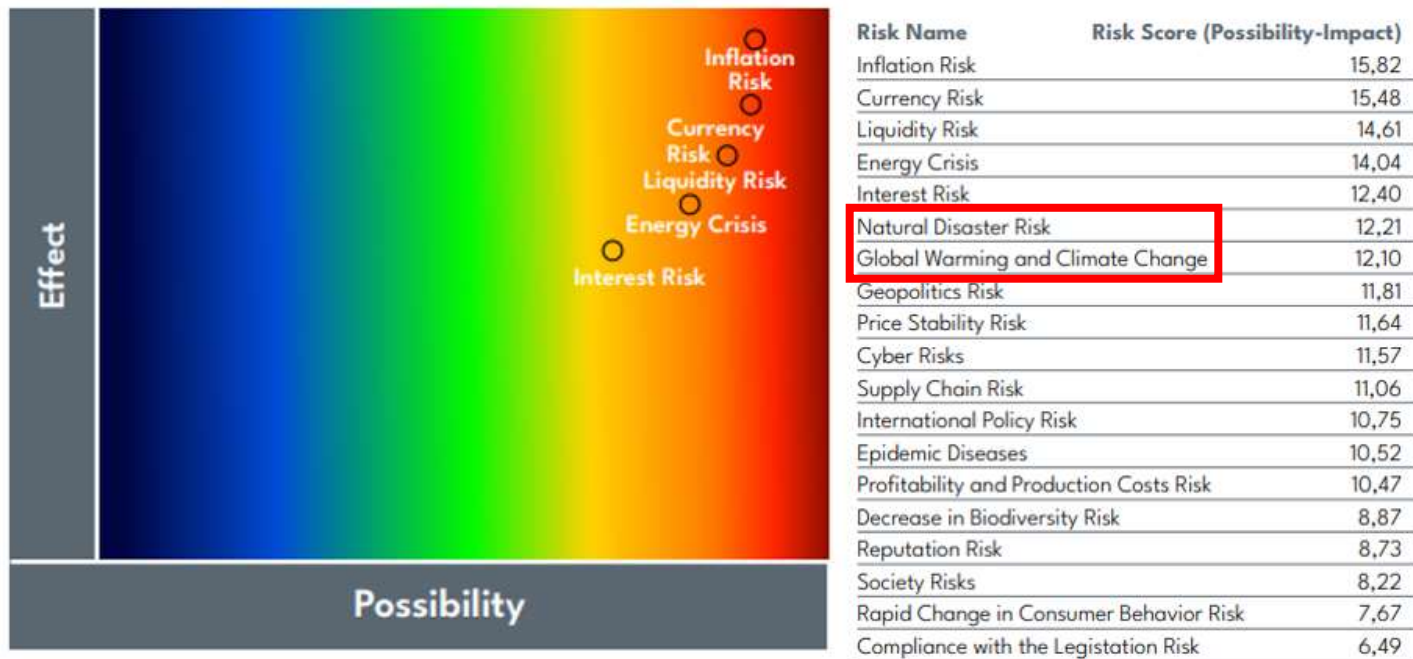 Effect
Inflation
Risk
Currency
Risk
Liquidity Risk
Energy Crisis
Interest Risk
Possibility
Risk Name Risk Score (Possibility-Impact)
Inflation Risk 15,82
Currency Risk 15,48
Liquidity Risk 14,61
Energy Crisis 14,04
Interest Risk 12,40
Natural Disaster Risk 12,21
Global Warming and Climate Change 12,10
Geopolitics Risk 11,81
Price Stability Risk 11,64
Cyber Risks 11,57
Supply Chain Risk 11,06
International Policy Risk 10,75
Epidemic Diseases 10,52
Profitability and Production Costs Risk 10,47
Decrease in Biodiversity Risk 8,87
Reputation Risk 8,73
Society Risks 8,22
Rapid Change in Consumer Behavior Risk 7,67
Compliance with the Legistation Risk 6,49